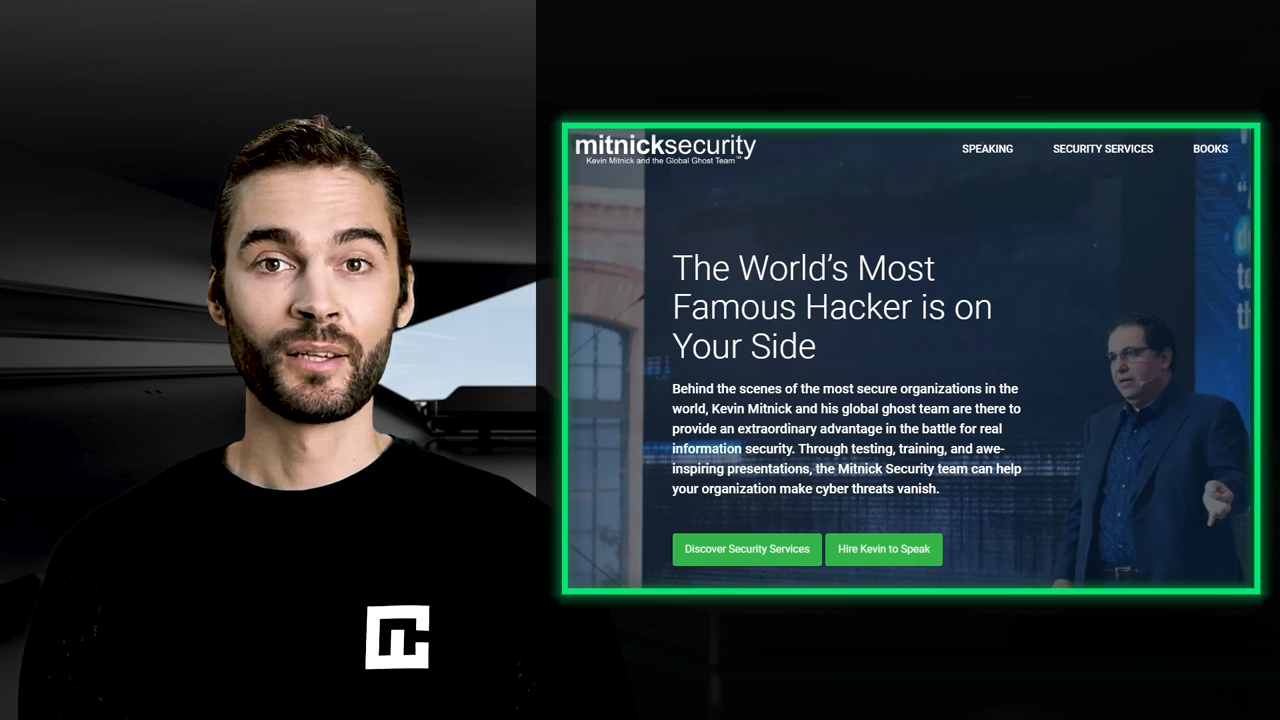 mitnicksecurity
Kevin Mitnick and the Global Ghost Team™
SPEAKING SECURITY SERVICES BOOKS
The World’s Most
Famous Hacker is on
Your Side
Behind the scenes of the most secure organizations in the
world, Kevin Mitnick and his global ghost team are there to
provide an extraordinary advantage in the battle for real
information security. Through testing, training, and awe-
inspiring presentations, the Mitnick Security team can help
your organization make cyber threats vanish.
Discover Security Services Hire Kevin to Speak